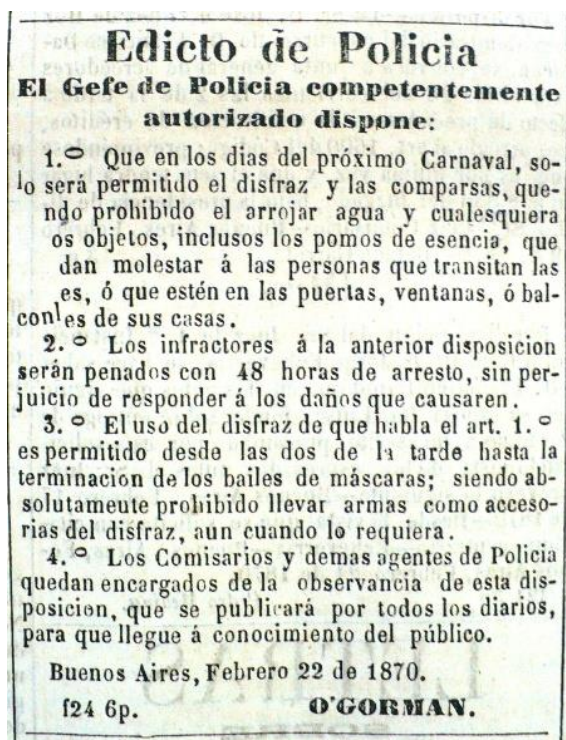 Edicto de Policia
El Gefe de Policia competentemente
autorizado dispone:
1.º Que en los dias del próximo Carnaval, so-
lo será permitido el disfraz y las comparsas, que-
ndo prohibido el arrojar agua y cualesquiera
os objetos, inclusos los pomos de esencia, que
dan molestar á las personas que transitan las
es, ó que estén en las puertas, ventanas, ó bal-
cones de sus casas.
2.º Los infractores á la anterior disposicion
serán penados con 48 horas de arresto, sin per-
juicio de responder á los daños que causaren.
3.º El uso del disfraz de que habla el art. 1.º
es permitido desde las dos de la tarde hasta la
terminacion de los bailes de máscaras; siendo ab-
solutamente prohibido llevar armas como acceso-
rias del disfraz, aun cuando lo requiera.
4.º Los Comisarios y demas agentes de Policia
quedan encargados de la observancia de esta dis-
posicion, que se publicará por todos los diarios,
para que llegue á conocimiento del público.
Buenos Aires, Febrero 22 de 1870.
f24 6p. O'GORMAN.